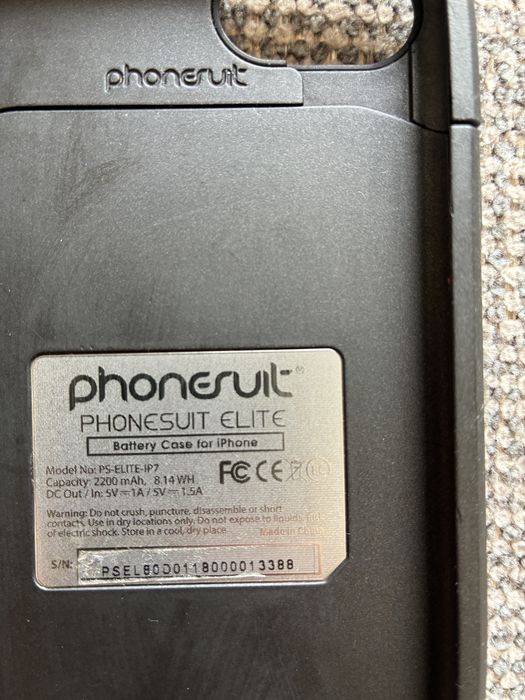 phonesuit
phonesuit®
PHONESUIT ELITE
Battery Case for iPhone
Model No: PS-ELITE-IP7
Capacity: 2200 mAh, 8.14 WH
DC Out / In: 5V⎓1A / 5V⎓1.5A
FC CE
Warning: Do not crush, puncture, disassemble or short
contacts. Use in dry locations only. Do not expose to liquids.
of electric shock. Store in a cool, dry place.
Made in China
S/N: PSEL80D0118000013388